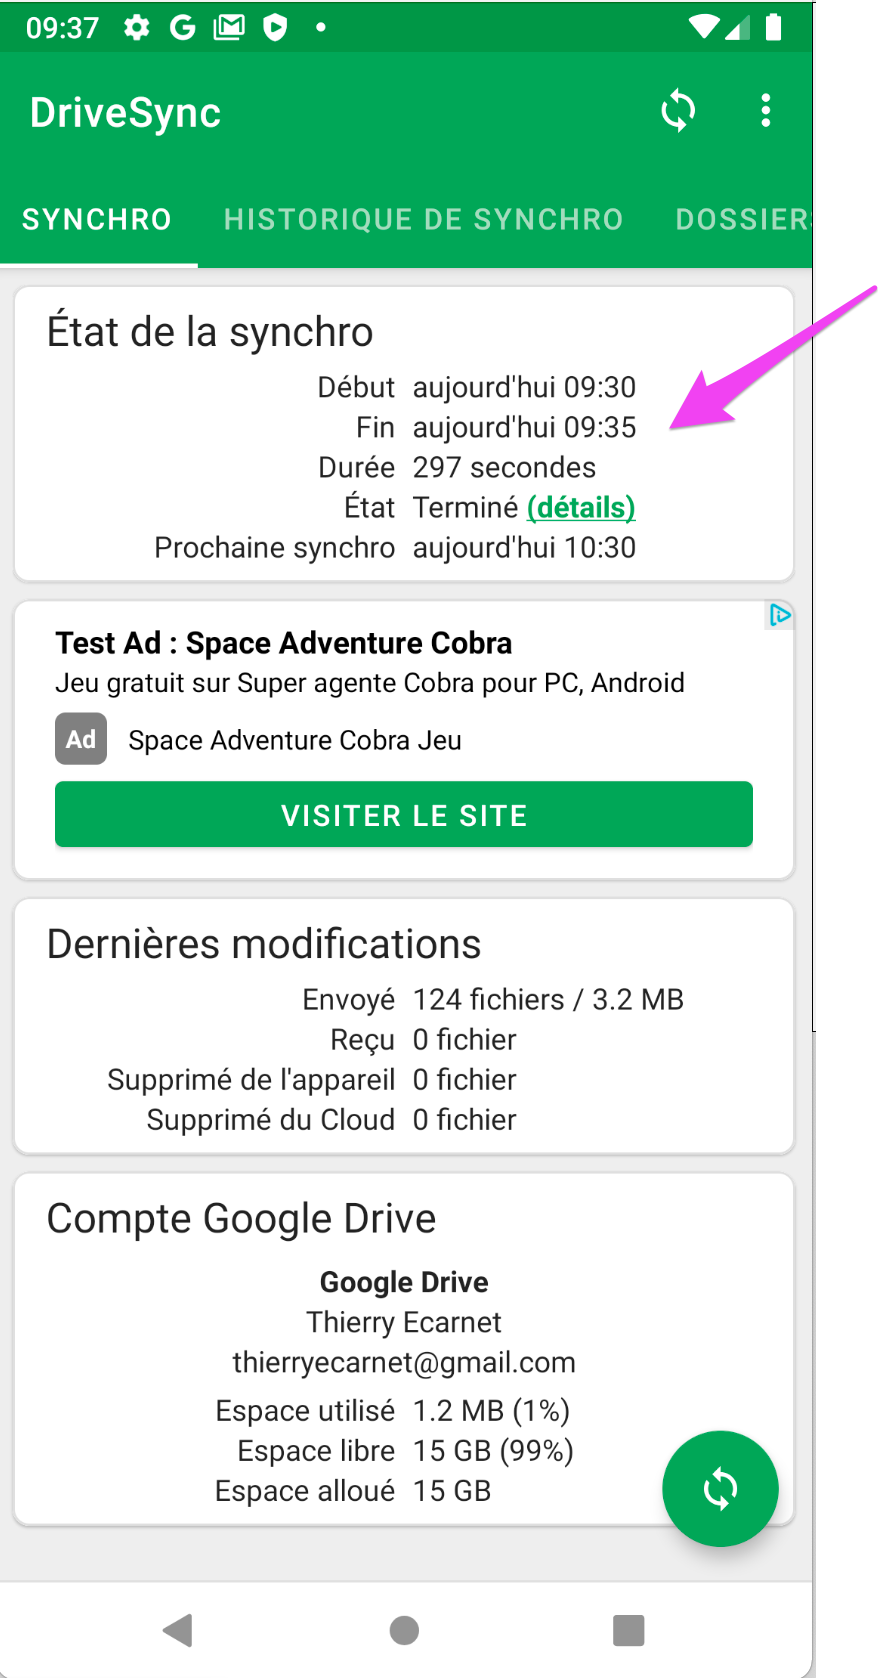 09:37
DriveSync
SYNCHRO HISTORIQUE DE SYNCHRO DOSSIER
État de la synchro
Début aujourd'hui 09:30
Fin aujourd'hui 09:35
Durée 297 secondes
État Terminé (détails)
Prochaine synchro aujourd'hui 10:30
Test Ad : Space Adventure Cobra
Jeu gratuit sur Super agente Cobra pour PC, Android
Ad Space Adventure Cobra Jeu
VISITER LE SITE
Dernières modifications
Envoyé 124 fichiers / 3.2 MB
Reçu 0 fichier
Supprimé de l'appareil 0 fichier
Supprimé du Cloud 0 fichier
Compte Google Drive
Google Drive
Thierry Ecarnet
thierryecarnet@gmail.com
Espace utilisé 1.2 MB (1%)
Espace libre 15 GB (99%)
Espace alloué 15 GB